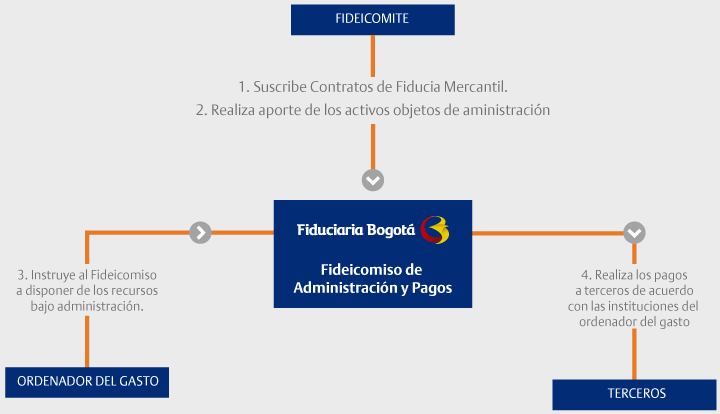 FIDEICOMITE
1. Suscribe Contratos de Fiducia Mercantil.
2. Realiza aporte de los activos objetos de aministración
Fiduciaria Bogotá
Fideicomiso de
Administración y Pagos
3. Instruye al Fideicomiso
a disponer de los recursos
bajo administración.
4. Realiza los pagos
a terceros de acuerdo
con las instituciones del
ordenador del gasto
ORDENADOR DEL GASTO
TERCEROS